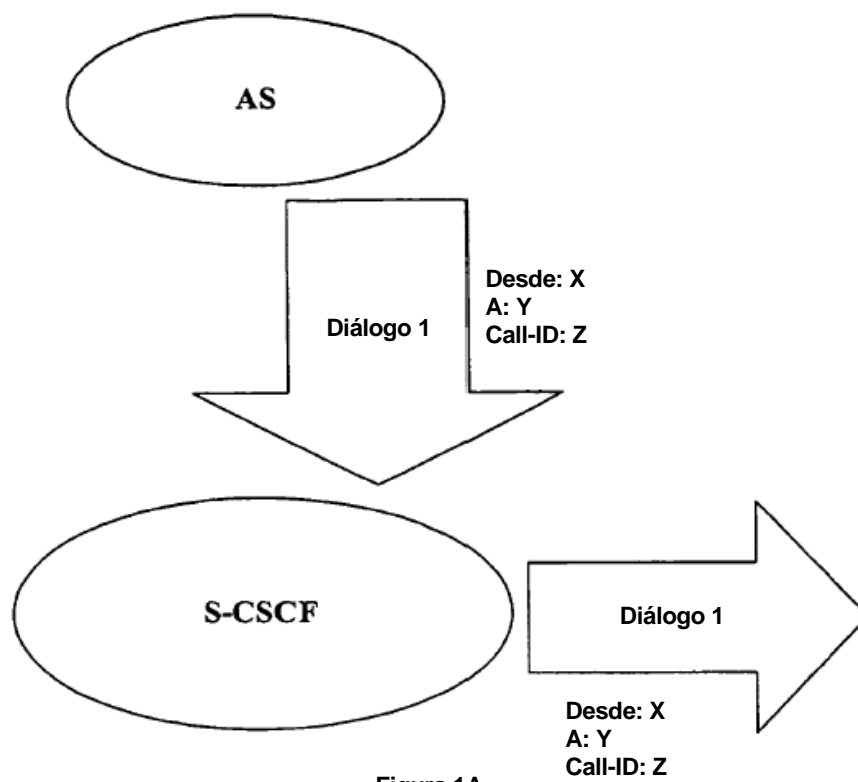 AS
Diálogo 1
Desde: X
A: Y
Call-ID: Z
S-CSCF
Diálogo 1
Desde: X
A: Y
Call-ID: Z
Figura 1A